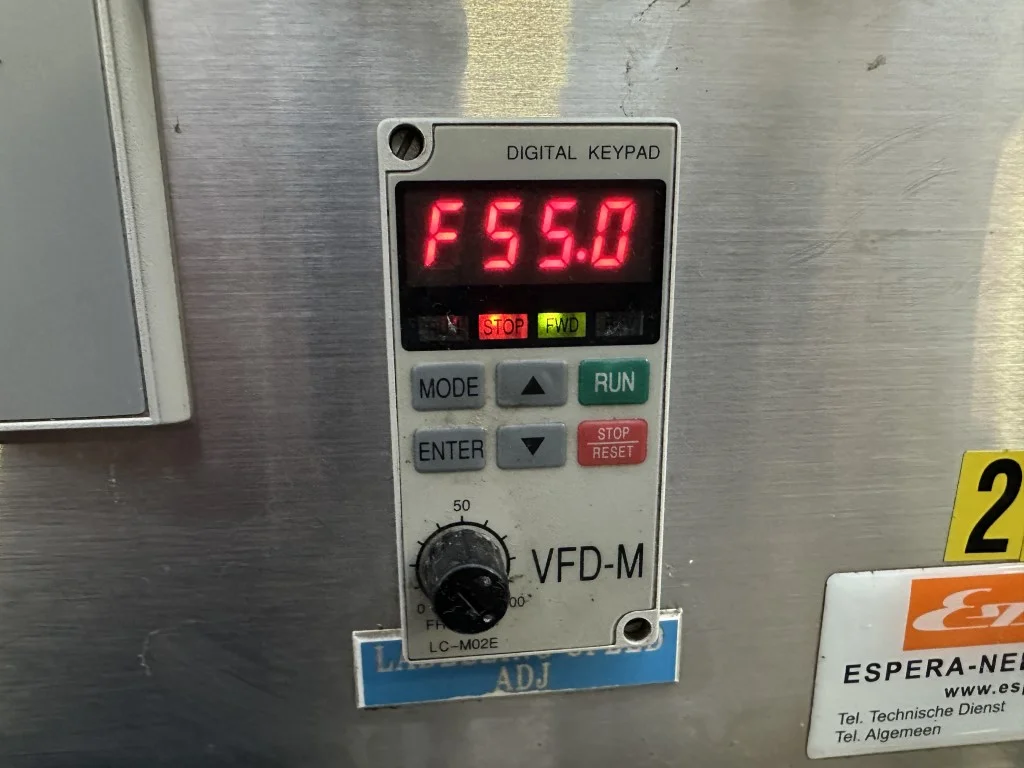 DIGITAL KEYPAD
F55.0
STOP FWD
MODE ▲ RUN
ENTER ▼ STOP
RESET
50
VFD-M
0
LC-M02E
ADJ
2
ESPERA-NE
www.esp
Tel. Technische Dienst
Tel. Algemeen